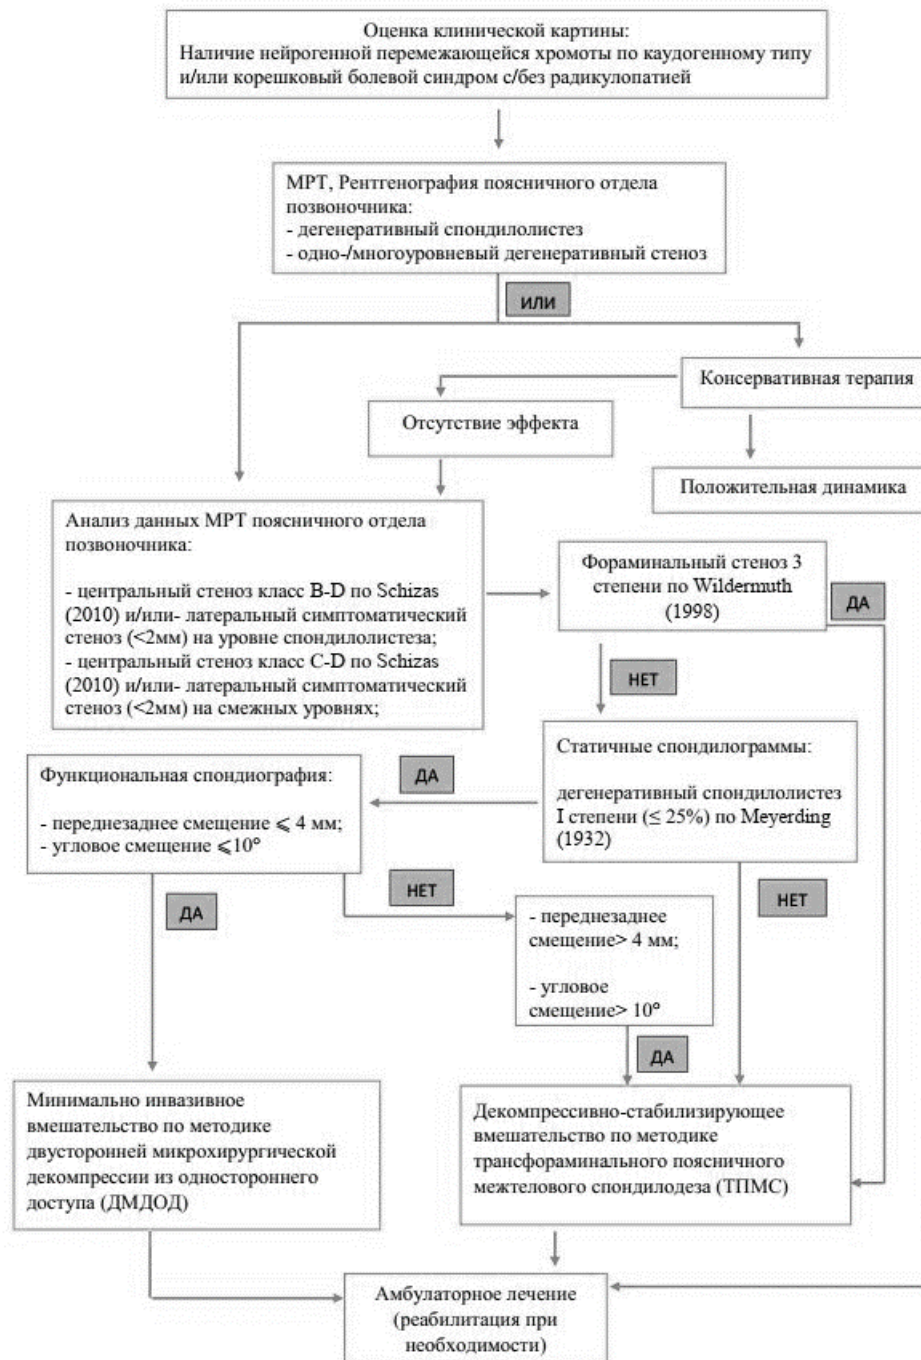 Оценка клинической картины:
Наличие нейрогенной перемежающейся хромоты по каудогенному типу
и/или корешковый болевой синдром с/без радикулопатией
МРТ, Рентгенография поясничного отдела
позвоночника:
- дегенеративный спондилолистез
- одно-/многоуровневый дегенеративный стеноз
ИЛИ
Консервативная терапия
Отсутствие эффекта
Положительная динамика
Анализ данных МРТ поясничного отдела
позвоночника:
- центральный стеноз класс B-D по Schizas
(2010) и/или- латеральный симптоматический
стеноз (<2мм) на уровне спондилолистеза;
- центральный стеноз класс C-D по Schizas
(2010) и/или- латеральный симптоматический
стеноз (<2мм) на смежных уровнях;
Фораминальный стеноз 3
степени по Wildermuth
(1998)
ДА
НЕТ
Статичные спондилограммы:
дегенеративный спондилолистез
I степени (≤ 25%) по Meyerding
(1932)
ДА
Функциональная спондиография:
- переднезаднее смещение ⩽ 4 мм;
- угловое смещение ⩽10°
НЕТ
НЕТ
ДА
- переднезаднее
смещение> 4 мм;
- угловое
смещение> 10°
ДА
Минимально инвазивное
вмешательство по методике
двусторонней микрохирургической
декомпрессии из одностороннего
доступа (ДМДОД)
Декомпрессивно-стабилизирующее
вмешательство по методике
трансфораминального поясничного
межтелового спондилодеза (ТПМС)
Амбулаторное лечение
(реабилитация при
необходимости)